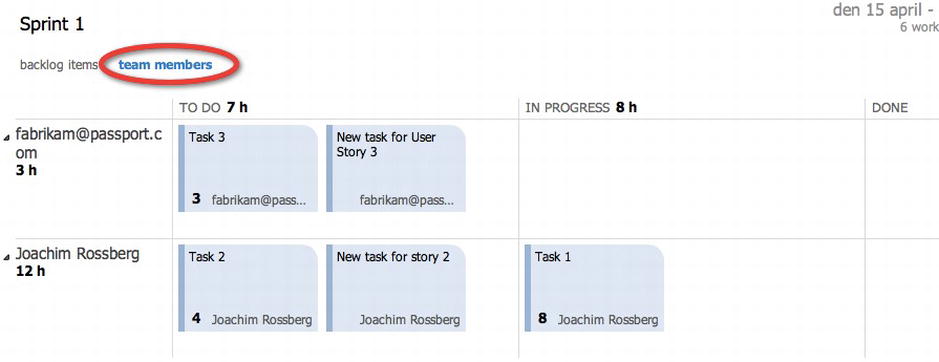 den 15 april -
Sprint 1
6 work
backlog items team members
TO DO 7 h IN PROGRESS 8 h DONE
fabrikam@passport.c
om
3 h
Task 3
3 fabrikam@pass...
New task for User
Story 3
fabrikam@pass...
Joachim Rossberg
12 h
Task 2
4 Joachim Rossberg
New task for story 2
Joachim Rossberg
Task 1
8 Joachim Rossberg